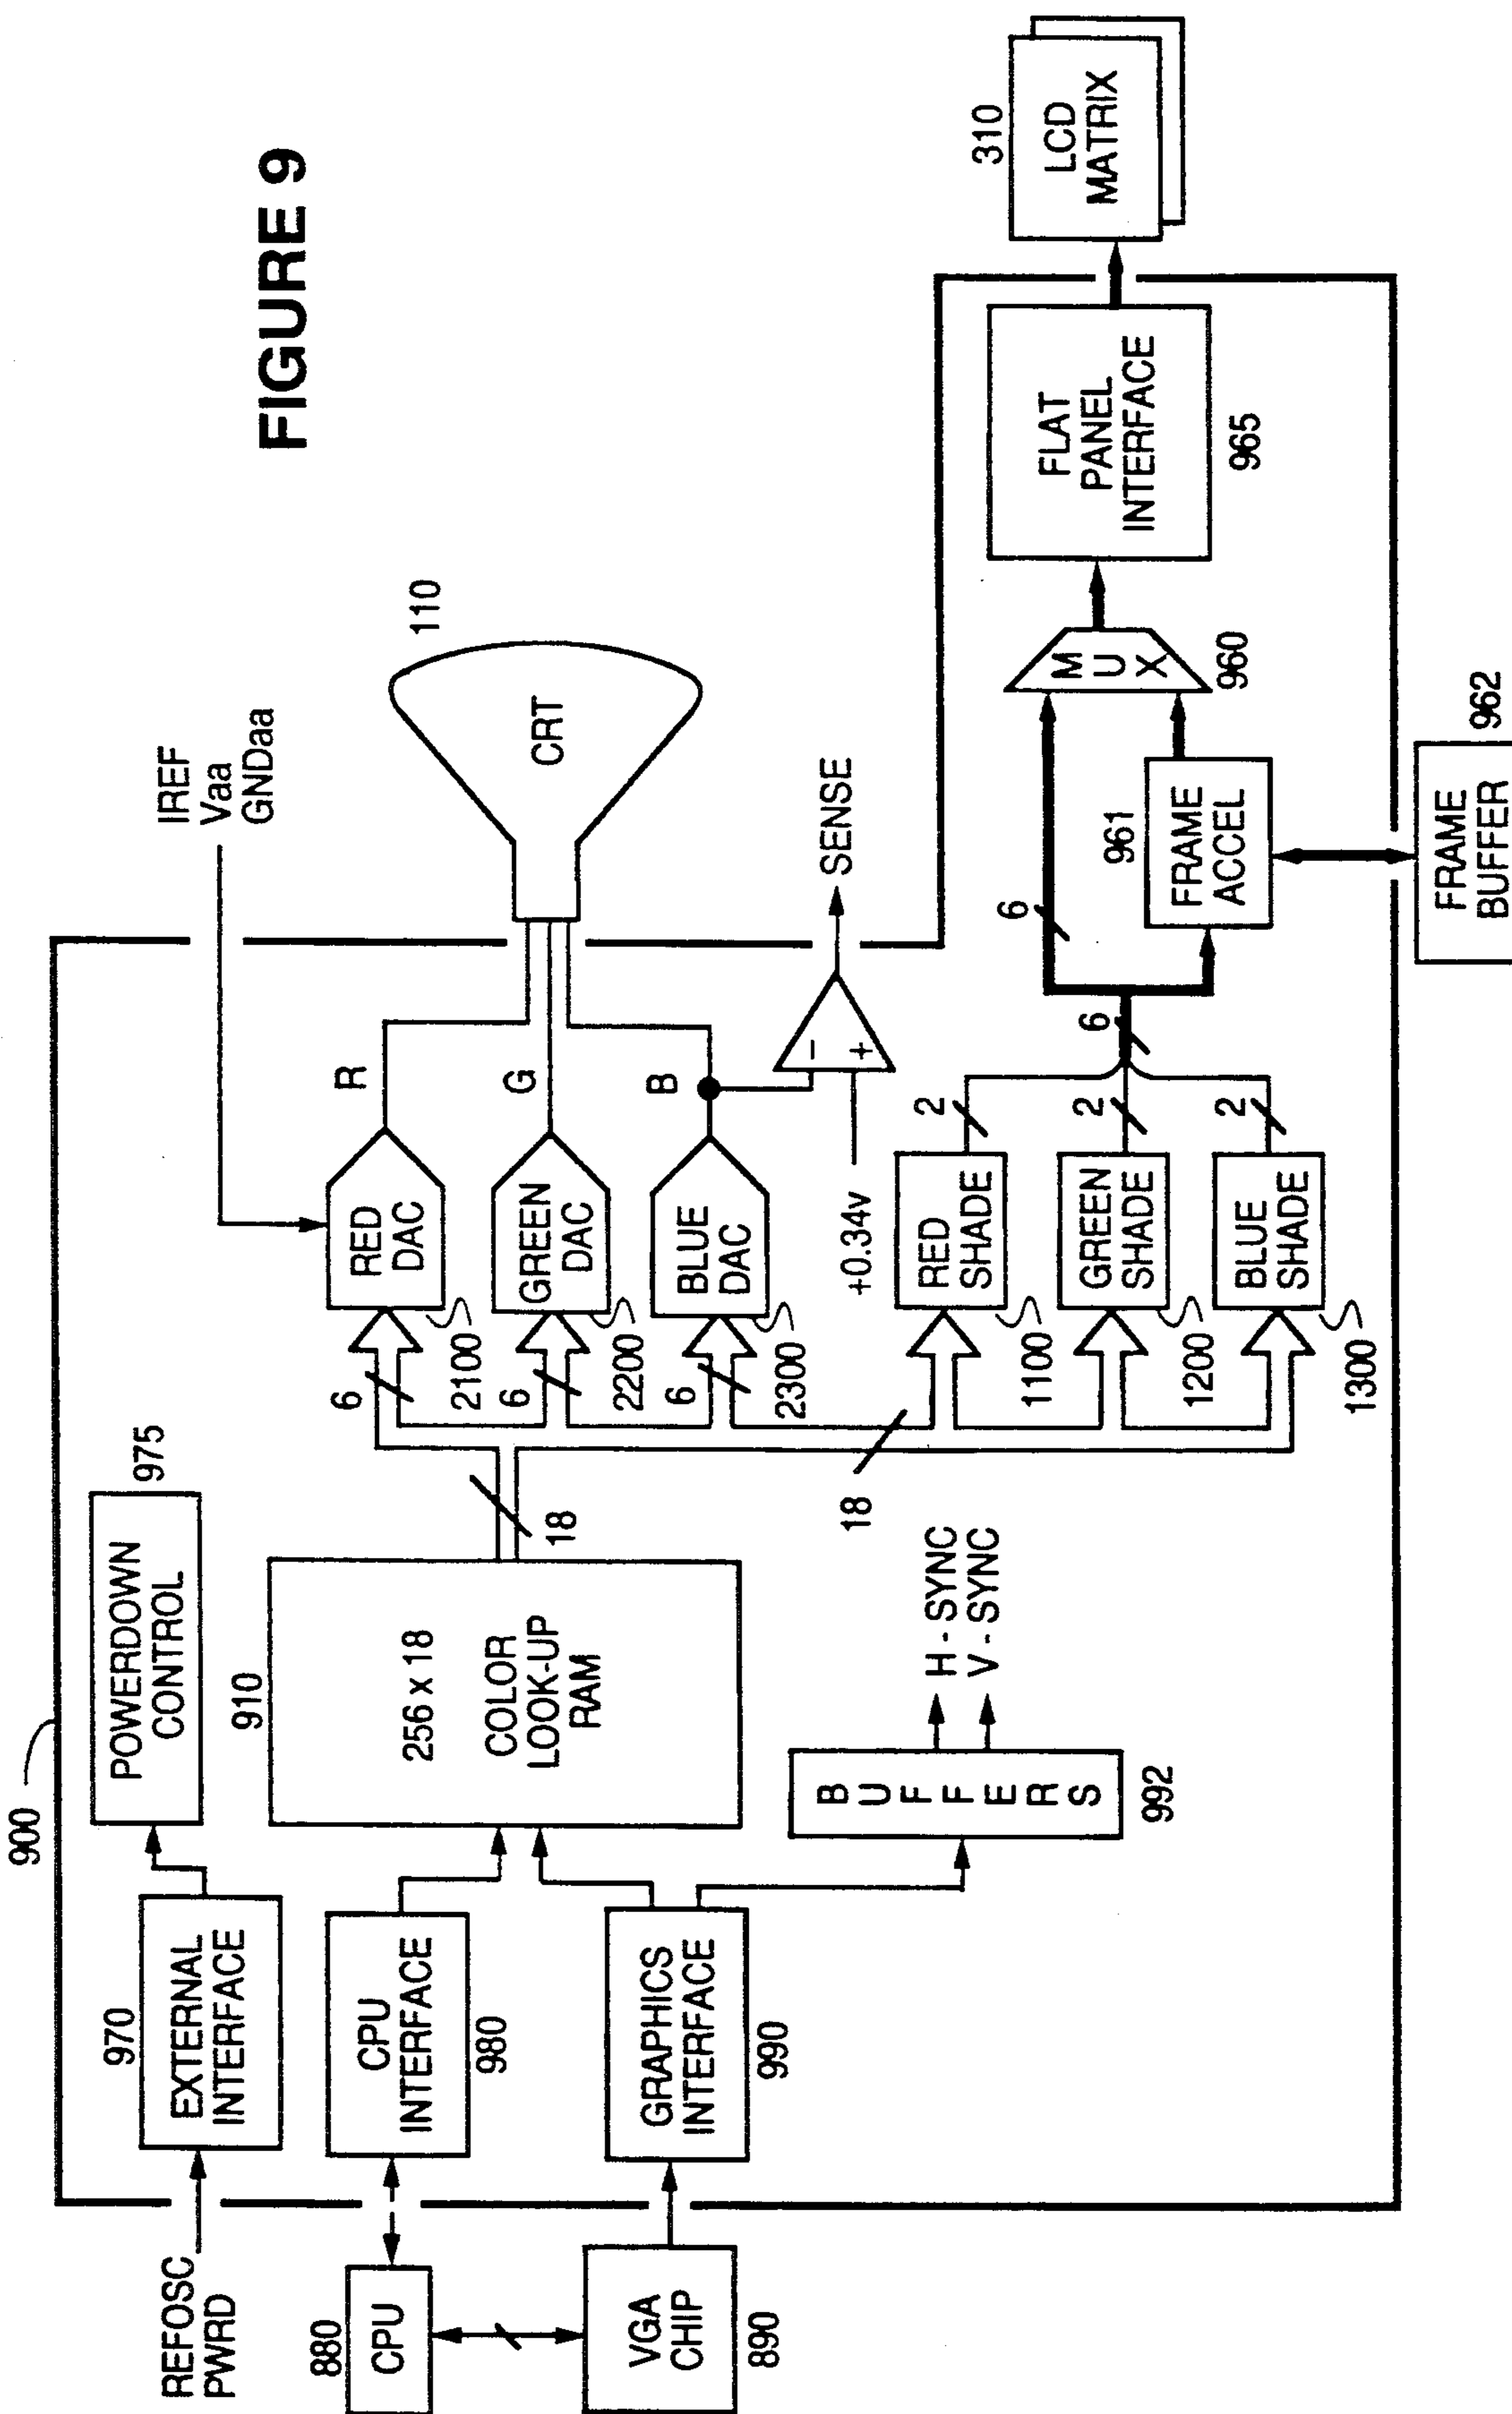 FIGURE 9
900
REFOSC
PWRD
970
EXTERNAL
INTERFACE
POWERDOWN
CONTROL
975
IREF
Vaa
GNDaa
880
CPU
CPU
INTERFACE
980
910
256 x 18
COLOR
LOOK-UP
RAM
18
VGA
CHIP
890
GRAPHICS
INTERFACE
990
BUFFERS
992
H - SYNC
V - SYNC
6
2100
RED
DAC
R
6
2200
GREEN
DAC
G
6
2300
BLUE
DAC
B
CRT
110
-
+
+0.34v
SENSE
18
1100
RED
SHADE
2
1200
GREEN
SHADE
2
1300
BLUE
SHADE
2
6
6
961
FRAME
ACCEL
FRAME
BUFFER
962
MUX
960
FLAT
PANEL
INTERFACE
965
310
LCD
MATRIX